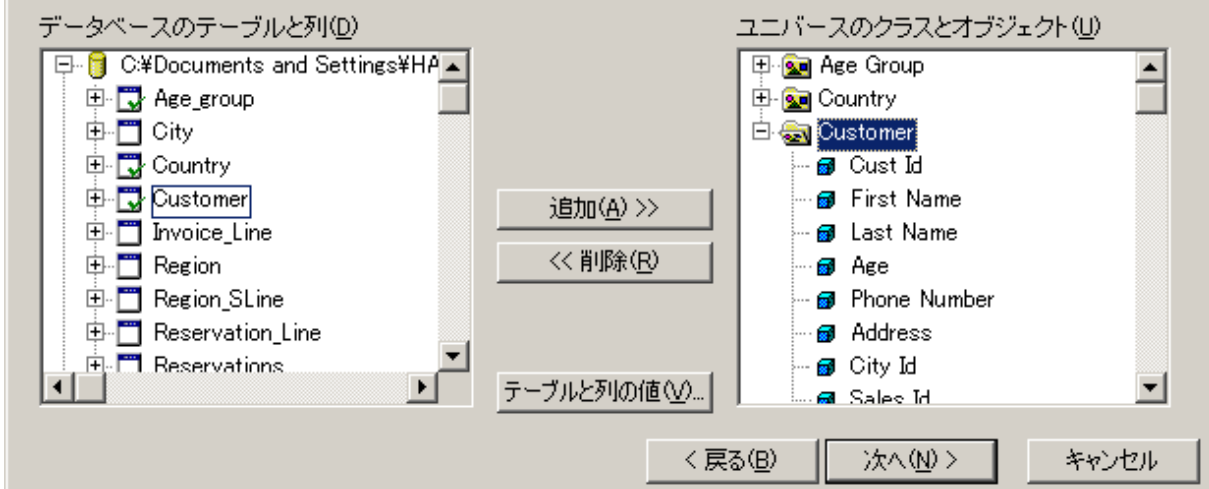 データベースのテーブルと列(D)
C:¥Documents and Settings¥HA
Age_group
City
Country
Customer
Invoice_Line
Region
Region_SLine
Reservation_Line
Reservations
追加(A) >>
<< 削除(R)
テーブルと列の値(V)...
ユニバースのクラスとオブジェクト(U)
Age Group
Country
Customer
Cust Id
First Name
Last Name
Age
Phone Number
Address
City Id
Sales Id
< 戻る(B)
次へ(N) >
キャンセル